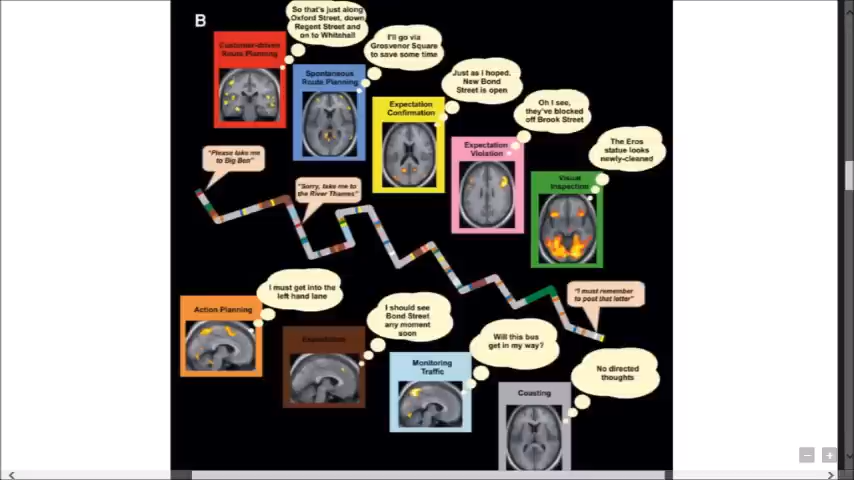 B
So that's just along
Oxford Street, down
Regent Street and
on to Whitehall
Customer-driven
Route Planning
I'll go via
Grosvenor Square
to save some time
Spontaneous
Route Planning
Just as I hoped.
New Bond
Street is open
Expectation
Confirmation
Oh I see,
they've blocked
off Brook Street
Expectation
Violation
The Eros
statue looks
newly-cleaned
Visual
Inspection
"Please take me
to Big Ben"
"Sorry, take me to
the River Thames"
"I must remember
to post that letter"
Action Planning
I must get into the
left hand lane
Expectation
I should see
Bond Street
any moment
soon
Monitoring
Traffic
Will this bus
get in my way?
Coasting
No directed
thoughts